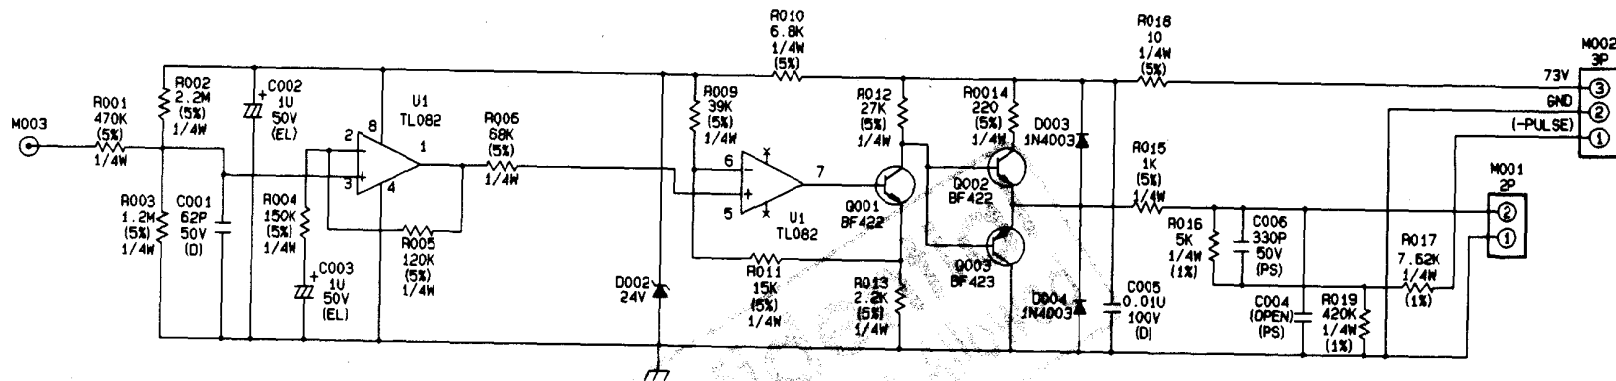 M003
R001
470K
(5%)
1/4W
R002
2.2M
(5%)
1/4W
R003
1.2M
(5%)
1/4W
C001
62P
50V
(D)
+ C002
1U
50V
(EL)
R004
150K
(5%)
1/4W
+ C003
1U
50V
(EL)
U1
TL082
2
8
1
3
4
-
+
R005
120K
(5%)
1/4W
R006
68K
(5%)
1/4W
D002
24V
R009
39K
(5%)
1/4W
R010
6.8K
1/4W
(5%)
6
7
5
-
+
U1
TL082
R011
15K
(5%)
1/4W
R012
27K
(5%)
1/4W
Q001
BF422
R013
2.2K
(5%)
1/4W
R0014
220
(5%)
1/4W
Q002
BF422
Q003
BF423
D003
1N4003
D004
1N4003
C005
0.01U
100V
(D)
R018
10
1/4W
(5%)
R015
1K
(5%)
1/4W
R016
5K
1/4W
(1%)
C006
330P
50V
(PS)
C004
(OPEN)
(PS)
R019
420K
1/4W
(1%)
R017
7.62K
1/4W
(1%)
73V
GND
(-PULSE)
M002
3P
3
2
1
M001
2P
2
1